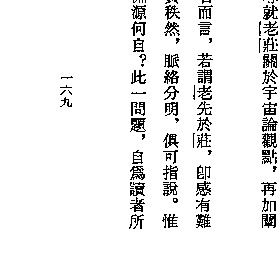 就老莊關於宇宙論觀點，再加闡
而言，若謂老先於莊，卽感有難
秩然，脈絡分明，俱可指說。惟
源何自？此一問題，自爲讀者所
一六九